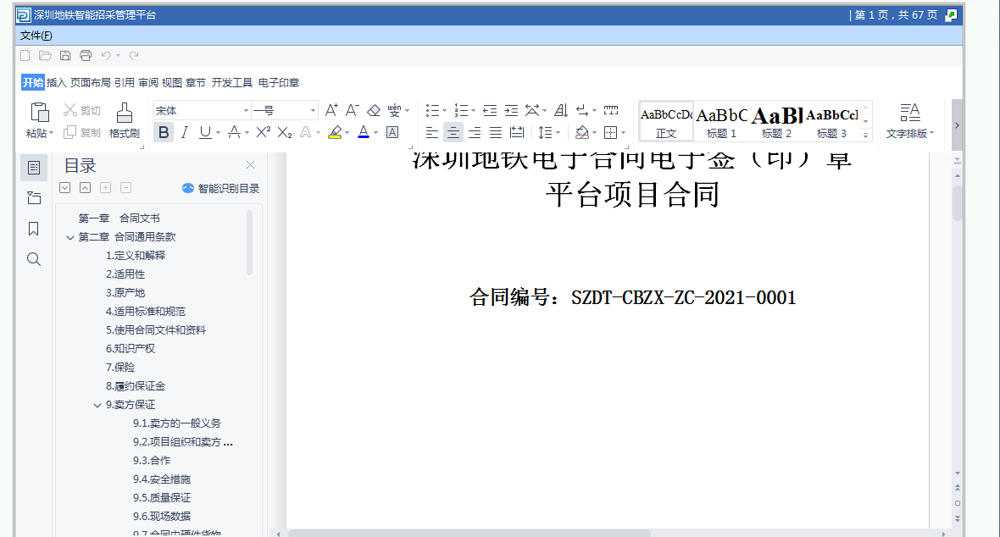 深圳地铁智能招采管理平台
| 第 1 页，共 67 页
文件(F)
开始 插入 页面布局 引用 审阅 视图 章节 开发工具 电子印章
粘贴 剪切 复制 格式刷
宋体 一号
B I U A X² X₂ A A A
AaBbCcDc AaBbC AaBl AaBbCcl
正文 标题 1 标题 2 标题 3
文字排版
目录
智能识别目录
第一章 合同文书
第二章 合同通用条款
1.定义和解释
2.适用性
3.原产地
4.适用标准和规范
5.使用合同文件和资料
6.知识产权
7.保险
8.履约保证金
9.卖方保证
9.1.卖方的一般义务
9.2.项目组织和卖方 ...
9.3.合作
9.4.安全措施
9.5.质量保证
9.6.现场数据
9.7.合同中硬件货物
深圳地铁电子合同电子签（印）章
平台项目合同
合同编号：SZDT-CBZX-ZC-2021-0001